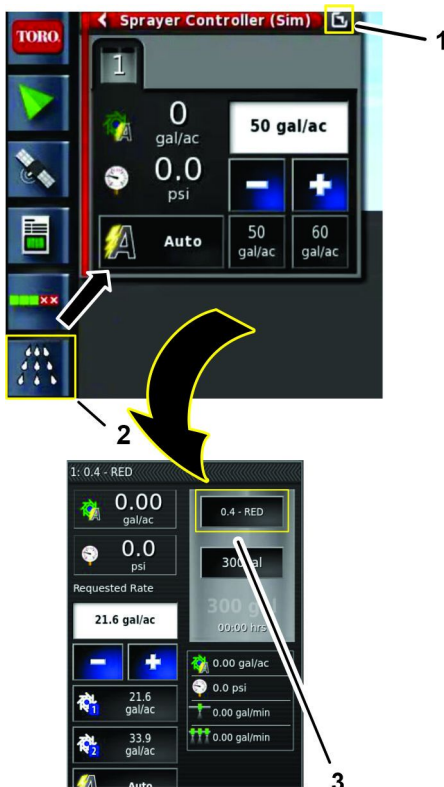 TORO.
Sprayer Controller (Sim)
1
1
0
gal/ac
50 gal/ac
0.0
psi
A Auto
50
gal/ac
60
gal/ac
2
1: 0.4 - RED
0.00
gal/ac
0.4 - RED
0.0
psi
300 gal
Requested Rate
300 gal
00:00 hrs
21.6 gal/ac
0.00 gal/ac
0.0 psi
1
21.6
gal/ac
0.00 gal/min
2
33.9
gal/ac
0.00 gal/min
Auto
3